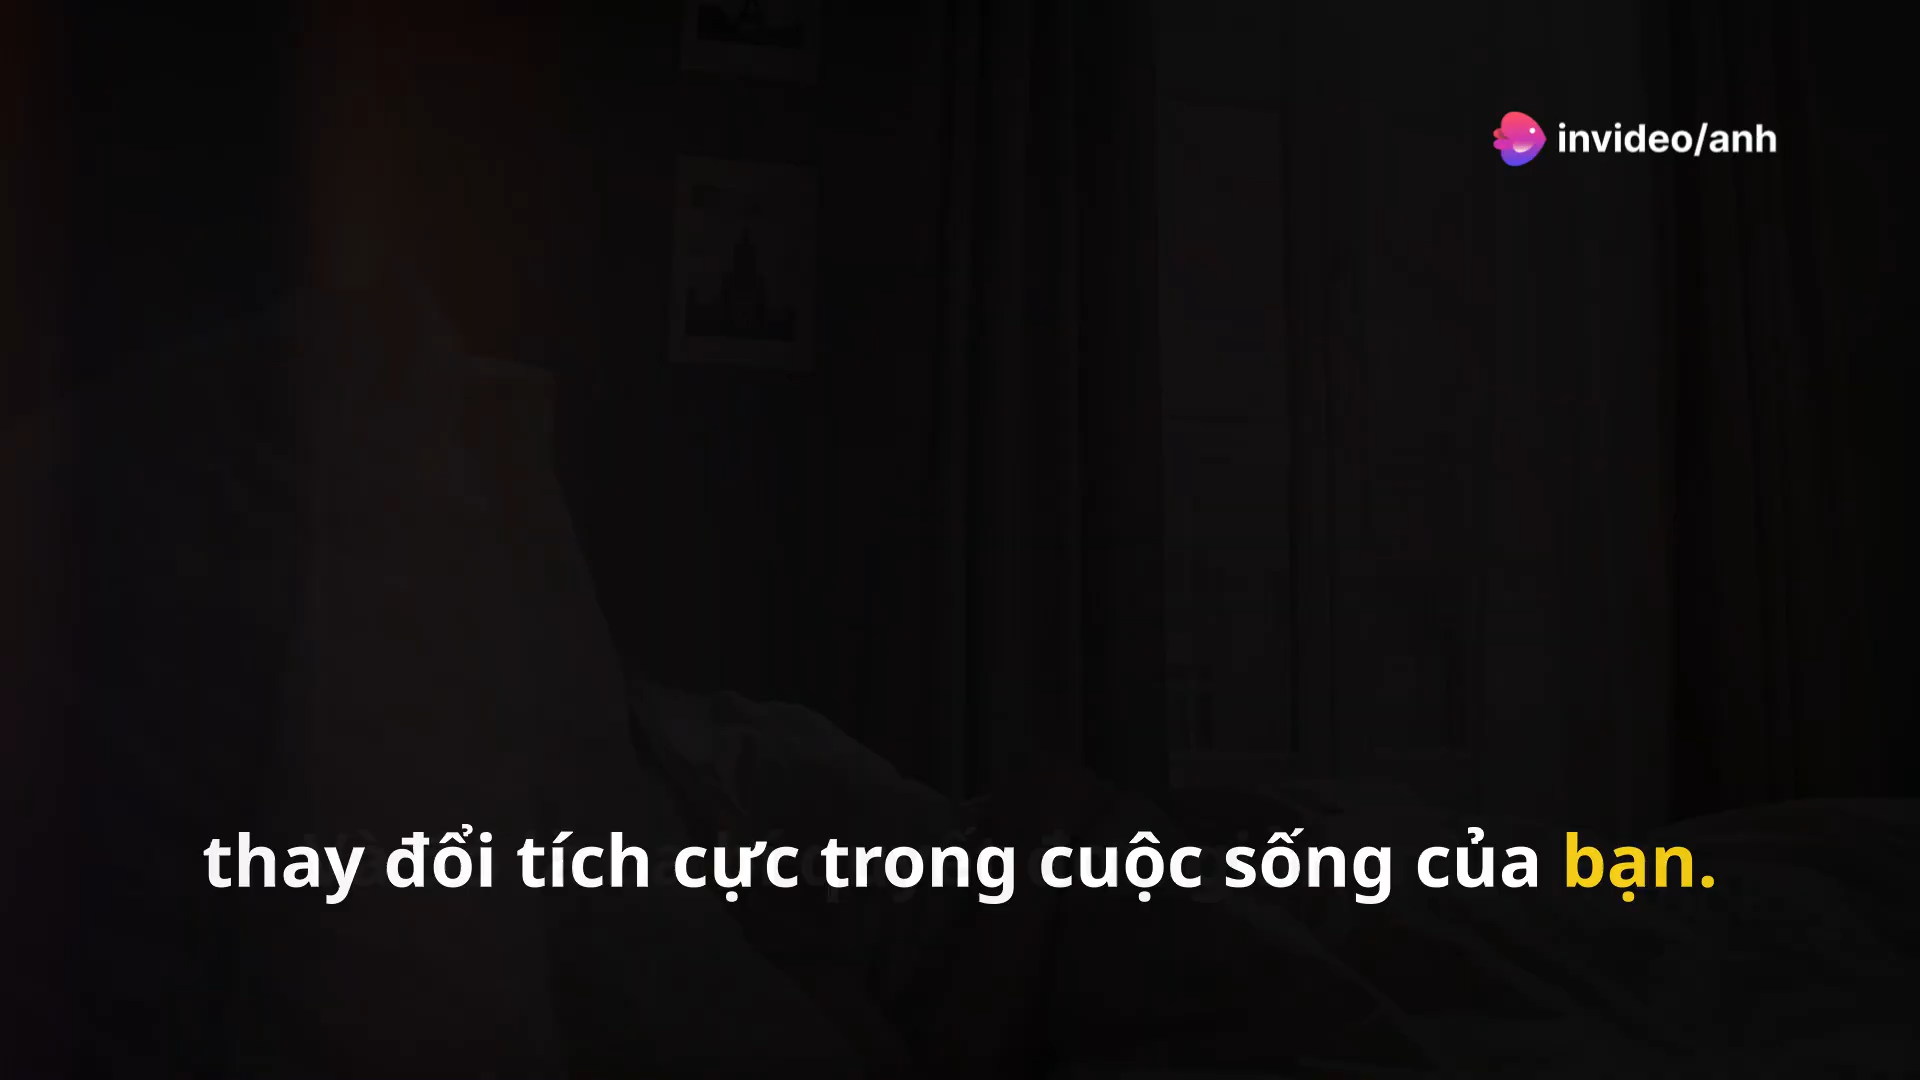 invideo/anh
thay đổi tích cực trong cuộc sống của bạn.